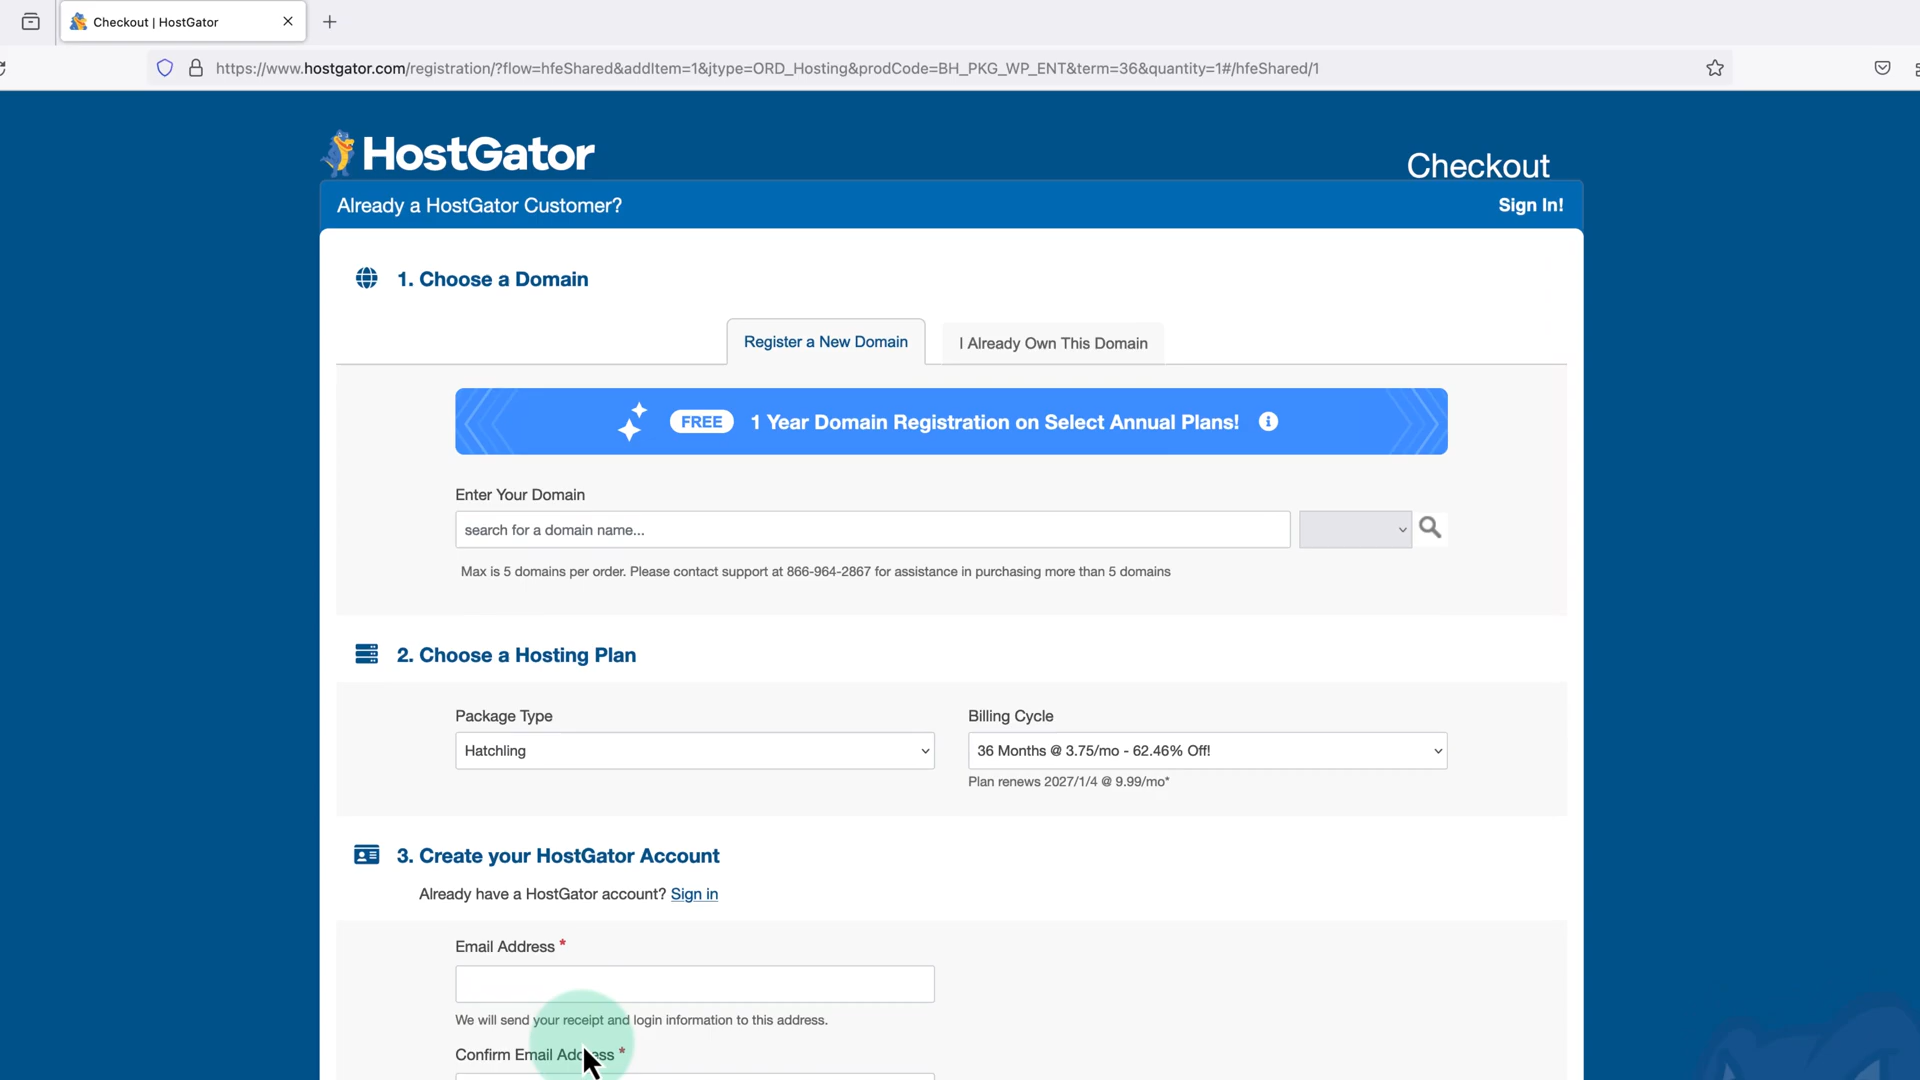 Checkout | HostGator
https://www.hostgator.com/registration/?flow=hfeShared&addItem=1&jtype=ORD_Hosting&prodCode=BH_PKG_WP_ENT&term=36&quantity=1#/hfeShared/1
HostGator
Checkout
Already a HostGator Customer?
Sign In!
1. Choose a Domain
Register a New Domain
I Already Own This Domain
FREE 1 Year Domain Registration on Select Annual Plans!
Enter Your Domain
search for a domain name...
Max is 5 domains per order. Please contact support at 866-964-2867 for assistance in purchasing more than 5 domains
2. Choose a Hosting Plan
Package Type
Billing Cycle
Hatchling
36 Months @ 3.75/mo - 62.46% Off!
Plan renews 2027/1/4 @ 9.99/mo*
3. Create your HostGator Account
Already have a HostGator account? Sign in
Email Address *
We will send your receipt and login information to this address.
Confirm Email Address *